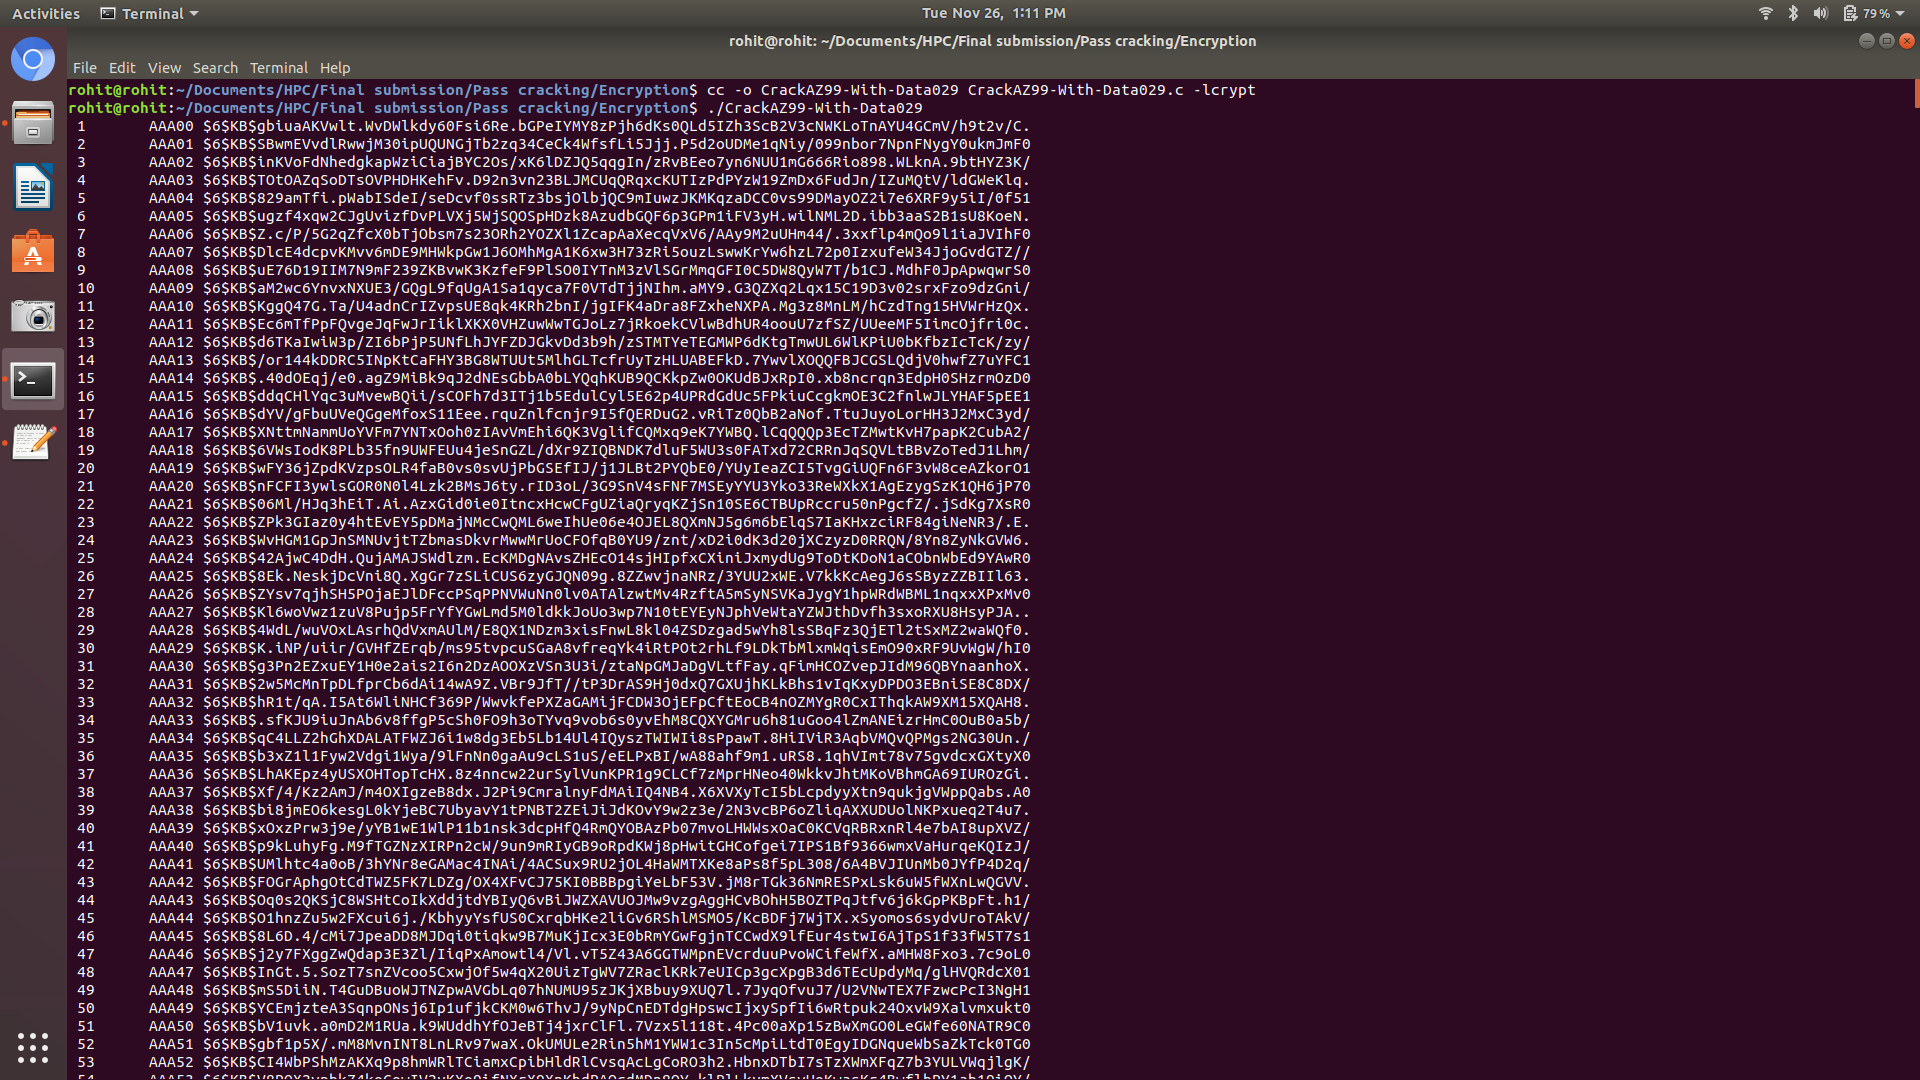 Activities Terminal Tue Nov 26, 1:11 PM 79 %
rohit@rohit: ~/Documents/HPC/Final submission/Pass cracking/Encryption
File Edit View Search Terminal Help
rohit@rohit:~/Documents/HPC/Final submission/Pass cracking/Encryption$ cc -o CrackAZ99-With-Data029 CrackAZ99-With-Data029.c -lcrypt
rohit@rohit:~/Documents/HPC/Final submission/Pass cracking/Encryption$ ./CrackAZ99-With-Data029
1 AAA00 $6$KB$gbiuaAKVwlt.WvDWlkdy60Fsi6Re.bGPeIYMY8zPjh6dKs0QLd5IZh3ScB2V3cNWKLoTnAYU4GCmV/h9t2v/C.
2 AAA01 $6$KB$SBwmEVvdlRwwjM30ipUQUNGjTb2zq34CeCk4WfsfLi5Jjj.P5d2oUDMe1qNiy/099nbor7NpnFNygY0ukmJmF0
3 AAA02 $6$KB$inKVoFdNhedgkapWziCiajBYC2Os/xK6lDZJQ5qqgIn/zRvBEeo7yn6NUU1mG666Rio898.WLknA.9btHYZ3K/
4 AAA03 $6$KB$TOtOAZqSoDTsOVPHDHKehFv.D92n3vn23BLJMCUqQRqxcKUTIzPdPYzW19ZmDx6FudJn/IZuMQtV/ldGWeKlq.
5 AAA04 $6$KB$829amTfi.pWabISdeI/seDcvf0ssRTz3bsjOlbjQC9mIuwzJKMKqzaDCC0vs99DMayOZ2i7e6XRF9y5iI/0f51
6 AAA05 $6$KB$ugzf4xqw2CJgUvizfDvPLVXj5WjSQOSpHDzk8AzudbGQF6p3GPm1iFV3yH.wilNML2D.ibb3aaS2B1sU8KoeN.
7 AAA06 $6$KB$Z.c/P/5G2qZfcX0bTjObsm7s23ORh2YOZXl1ZcapAaXecqVxV6/AAy9M2uUHm44/.3xxflp4mQo9l1iaJVIhF0
8 AAA07 $6$KB$DlcE4dcpvKMvv6mDE9MHWkpGw1J6OMhMgA1K6xw3H73zRi5ouzLswwKrYw6hzL72p0IzxufeW34JjoGvdGTZ//
9 AAA08 $6$KB$uE76D19IIM7N9mF239ZKBvwK3KzfeF9PlSO0IYTnM3zVlSGrMmqGFI0C5DW8QyW7T/b1CJ.MdhF0JpApwqwrS0
10 AAA09 $6$KB$aM2wc6YnvxNXUE3/GQgL9fqUgA1Sa1qyca7F0VTdTjjNIhm.aMY9.G3QZXq2Lqx15C19D3v02srxFzo9dzGni/
11 AAA10 $6$KB$KggQ47G.Ta/U4adnCrIZvpsUE8qk4KRh2bnI/jgIFK4aDra8FZxheNXPA.Mg3z8MnLM/hCzdTng15HVWrHzQx.
12 AAA11 $6$KB$Ec6mTfPpFQvgeJqFwJrIiklXKX0VHZuwWwTGJoLz7jRkoekCVlwBdhUR4oouU7zfSZ/UUeeMF5IimcOjfri0c.
13 AAA12 $6$KB$d6TKaIwiW3p/ZI6bPjP5UNfLhJYFZDJGkvDd3b9h/zSTMTYeTEGMWP6dKtgTmwUL6WlKPiU0bKfbzIcTcK/zy/
14 AAA13 $6$KB$/or144kDDRC5INpKtCaFHY3BG8WTUUt5MlhGLTcfrUyTzHLUABEFkD.7YwvlXOQQFBJCGSLQdjV0hwfZ7uYFC1
15 AAA14 $6$KB$.40dOEqj/e0.agZ9MiBk9qJ2dNEsGbbA0bLYQqhKUB9QCKkpZw0OKUdBJxRpI0.xb8ncrqn3EdpH0SHzrmOzD0
16 AAA15 $6$KB$ddqCHlYqc3uMvewBQii/sCOFh7d3ITj1b5EdulCyl5E62p4UPRdGdUc5FPkiuCcgkmOE3C2fnlwJLYHAF5pEE1
17 AAA16 $6$KB$dYV/gFbuUVeQGgeMfoxS11Eee.rquZnlfcnjr9I5fQERDuG2.vRiTz0QbB2aNof.TtuJuyoLorHH3J2MxC3yd/
18 AAA17 $6$KB$XNttmNammUoYVFm7YNTxOoh0zIAvVmEhi6QK3VglifCQMxq9eK7YWBQ.lCqQQQp3EcTZMwtKvH7papK2CubA2/
19 AAA18 $6$KB$6VWsIodK8PLb35fn9UWFEUu4jeSnGZL/dXr9ZIQBNDK7dluF5WU3s0FATxd72CRRnJqSQVLtBBvZoTedJ1Lhm/
20 AAA19 $6$KB$wFY36jZpdKVzpsOLR4faB0vs0svUjPbGSEfIJ/j1JLBt2PYQbE0/YUyIeaZCI5TvgGiUQFn6F3vW8ceAZkorO1
21 AAA20 $6$KB$nFCFI3ywlsGOR0N0l4Lzk2BMsJ6ty.rID3oL/3G9SnV4sFNF7MSEyYYU3Yko33ReWXkX1AgEzygSzK1QH6jP70
22 AAA21 $6$KB$06Ml/HJq3hEiT.Ai.AzxGid0ie0ItncxHcwCFgUZiaQryqKZjSn10SE6CTBUpRccru50nPgcfZ/.jSdKg7XsR0
23 AAA22 $6$KB$ZPk3GIaz0y4htEvEY5pDMajNMcCwQML6weIhUe06e4OJEL8QXmNJ5g6m6bElqS7IaKHxzciRF84giNeNR3/.E.
24 AAA23 $6$KB$WvHGM1GpJnSMNUvjtTZbmasDkvrMwwMrUoCFOfqB0YU9/znt/xD2i0dK3d20jXCzyzD0RRQN/8Yn8ZyNkGVW6.
25 AAA24 $6$KB$42AjwC4DdH.QujAMAJSWdlzm.EcKMDgNAvsZHEcO14sjHIpfxCXiniJxmydUg9ToDtKDoN1aCObnWbEd9YAwR0
26 AAA25 $6$KB$8Ek.NeskjDcVni8Q.XgGr7zSLiCUS6zyGJQN09g.8ZZwvjnaNRz/3YUU2xWE.V7kkKcAegJ6sSByzZZBIIl63.
27 AAA26 $6$KB$ZYsv7qjhSH5POjaEJlDFccPSqPPNVWuNn0lv0ATAlzwtMv4RzftA5mSyNSVKaJygY1hpWRdWBML1nqxxXPxMv0
28 AAA27 $6$KB$Kl6woVwz1zuV8Pujp5FrYfYGwLmd5M0ldkkJoUo3wp7N10tEYEyNJphVeWtaYZWJthDvfh3sxoRXU8HsyPJA..
29 AAA28 $6$KB$4WdL/wuVOxLAsrhQdVxmAUlM/E8QX1NDzm3xisFnwL8kl04ZSDzgad5wYh8lsSBqFz3QjETl2tSxMZ2waWQf0.
30 AAA29 $6$KB$K.iNP/uiir/GVHfZErqb/ms95tvpcuSGaA8vfreqYk4iRtPOt2rhLf9LDkTbMlxmWqisEmO90xRF9UvWgW/hI0
31 AAA30 $6$KB$g3Pn2EZxuEY1H0e2ais2I6n2DzAOOXzVSn3U3i/ztaNpGMJaDgVLtfFay.qFimHCOZvepJIdM96QBYnaanhoX.
32 AAA31 $6$KB$2w5McMnTpDLfprCb6dAi14wA9Z.VBr9JfT//tP3DrAS9Hj0dxQ7GXUjhKLkBhs1vIqKxyDPDO3EBniSE8C8DX/
33 AAA32 $6$KB$hR1t/qA.I5At6WliNHCf369P/WwvkfePXZaGAMijFCDW3OjEFpCftEoCB4nOZMYgR0CxIThqkAW9XM15XQAH8.
34 AAA33 $6$KB$.sfKJU9iuJnAb6v8ffgP5cSh0FO9h3oTYvq9vob6s0yvEhM8CQXYGMru6h81uGoo4lZmANEizrHmC0OuB0a5b/
35 AAA34 $6$KB$qC4LLZ2hGhXDALATFWZJ6i1w8dg3Eb5Lb14Ul4IQyszTWIWIi8sPpawT.8HiIViR3AqbVMQvQPMgs2NG30Un./
36 AAA35 $6$KB$b3xZ1l1Fyw2Vdgi1Wya/9lFnNn0gaAu9cLS1uS/eELPxBI/wA88ahf9m1.uRS8.1qhVImt78v75gvdcxGXtyX0
37 AAA36 $6$KB$LhAKEpz4yUSXOHTopTcHX.8z4nncw22urSylVunKPR1g9CLCf7zMprHNeo40WkkvJhtMKoVBhmGA69IUROzGi.
38 AAA37 $6$KB$Xf/4/Kz2AmJ/m4OXIgzeB8dx.J2Pi9CmralnyFdMAiIQ4NB4.X6XVXyTcI5bLcpdyyXtn9qukjgVWppQabs.A0
39 AAA38 $6$KB$bi8jmEO6kesgL0kYjeBC7UbyavY1tPNBT2ZEiJiJdKOvY9w2z3e/2N3vcBP6oZliqAXXUDUolNKPxueq2T4u7.
40 AAA39 $6$KB$xOxzPrw3j9e/yYB1wE1WlP11b1nsk3dcpHfQ4RmQYOBAzPb07mvoLHWWsxOaC0KCVqRBRxnRl4e7bAI8upXVZ/
41 AAA40 $6$KB$p9kLuhyFg.M9fTGZNzXIRPn2cW/9un9mRIyGB9oRpdKWj8pHwitGHCofgei7IPS1Bf9366wmxVaHurqeKQIzJ/
42 AAA41 $6$KB$UMlhtc4a0oB/3hYNr8eGAMac4INAi/4ACSux9RU2jOL4HaWMTXKe8aPs8f5pL308/6A4BVJIUnMb0JYfP4D2q/
43 AAA42 $6$KB$FOGrAphgOtCdTWZ5FK7LDZg/OX4XFvCJ75KI0BBBpgiYeLbF53V.jM8rTGk36NmRESPxLsk6uW5fWXnLwQGVV.
44 AAA43 $6$KB$Oq0s2QKSjC8WSHtCoIkXddjtdYBIyQ6vBiJWZXAVUOJMw9vzgAggHCvBOhH5BOZTPqJtfv6j6kGpPKBpFt.h1/
45 AAA44 $6$KB$O1hnzZu5w2FXcui6j./KbhyyYsfUS0CxrqbHKe2liGv6RShlMSMO5/KcBDFj7WjTX.xSyomos6sydvUroTAkV/
46 AAA45 $6$KB$8L6D.4/cMi7JpeaDD8MJDqi0tiqkw9B7MuKjIcx3E0bRmYGwFgjnTCCwdX9lfEur4stwI6AjTpS1f33fW5T7s1
47 AAA46 $6$KB$j2y7FXggZwQdap3E3Zl/IiqPxAmowtl4/Vl.vT5Z43A6GGTWMpnEVcrduuPvoWCifeWfX.aMHW8Fxo3.7c9oL0
48 AAA47 $6$KB$InGt.5.SozT7snZVcoo5CxwjOf5w4qX20UizTgWV7ZRaclKRk7eUICp3gcXpgB3d6TEcUpdyMq/glHVQRdcX01
49 AAA48 $6$KB$mS5DiiN.T4GuDBuoWJTNZpwAVGbLq07hNUMU95zJKjXBbuy9XUQ7l.7JyqOfvuJ7/U2VNwTEX7FzwcPcI3NgH1
50 AAA49 $6$KB$YCEmjzteA3SqnpONsj6Ip1ufjkCKM0w6ThvJ/9yNpCnEDTdgHpswcIjxySpfIi6wRtpuk24OxvW9Xalvmxukt0
51 AAA50 $6$KB$bV1uvk.a0mD2M1RUa.k9WUddhYfOJeBTj4jxrClFl.7Vzx5l118t.4Pc00aXp15zBwXmGO0LeGWfe60NATR9C0
52 AAA51 $6$KB$gbf1p5X/.mM8MvnINT8LnLRv97waX.OkUMULe2Rin5hM1YWW1c3In5cMpiLtdT0EgyIDGNqueWbSaZkTck0TG0
53 AAA52 $6$KB$CI4WbPShMzAKXq9p8hmWRlTCiamxCpibHldRlCvsqAcLgCoRO3h2.HbnxDTbI7sTzXWmXFqZ7b3YULVWqjlgK/